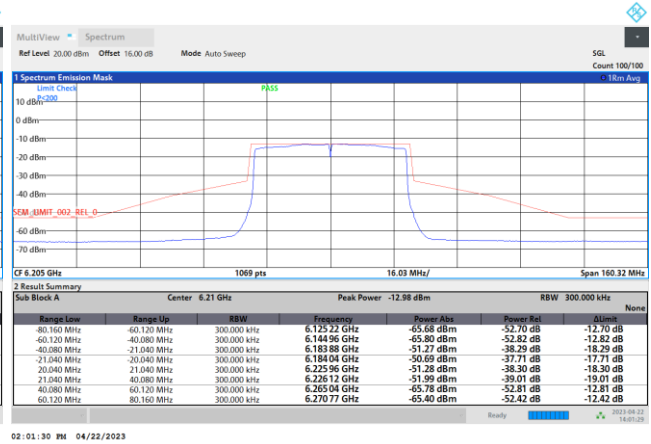 MultiView Spectrum
Ref Level 20.00 dBm Offset 16.00 dB Mode Auto Sweep SGL
Count 100/100
1 Spectrum Emission Mask 1Rm Avg
Limit Check PASS
P<200
10 dBm
0 dBm
-10 dBm
-20 dBm
-30 dBm
-40 dBm
SEM_LIMIT_002_REL_0
-60 dBm
-70 dBm
CF 6.205 GHz 1069 pts 16.03 MHz/ Span 160.32 MHz
2 Result Summary
Sub Block A Center 6.21 GHz Peak Power -12.98 dBm RBW 300.000 kHz
None
Range Low Range Up RBW Frequency Power Abs Power Rel ΔLimit
-80.160 MHz -60.120 MHz 300.000 kHz 6.125 22 GHz -65.68 dBm -52.70 dB -12.70 dB
-60.120 MHz -40.080 MHz 300.000 kHz 6.144 96 GHz -65.80 dBm -52.82 dB -12.82 dB
-40.080 MHz -21.040 MHz 300.000 kHz 6.183 88 GHz -51.27 dBm -38.29 dB -18.29 dB
-21.040 MHz -20.040 MHz 300.000 kHz 6.184 04 GHz -50.69 dBm -37.71 dB -17.71 dB
20.040 MHz 21.040 MHz 300.000 kHz 6.225 96 GHz -51.28 dBm -38.30 dB -18.30 dB
21.040 MHz 40.080 MHz 300.000 kHz 6.226 12 GHz -51.99 dBm -39.01 dB -19.01 dB
40.080 MHz 60.120 MHz 300.000 kHz 6.265 04 GHz -65.78 dBm -52.81 dB -12.81 dB
60.120 MHz 80.160 MHz 300.000 kHz 6.270 77 GHz -65.40 dBm -52.42 dB -12.42 dB
Ready 2023-04-22
14:01:29
02:01:30 PM 04/22/2023